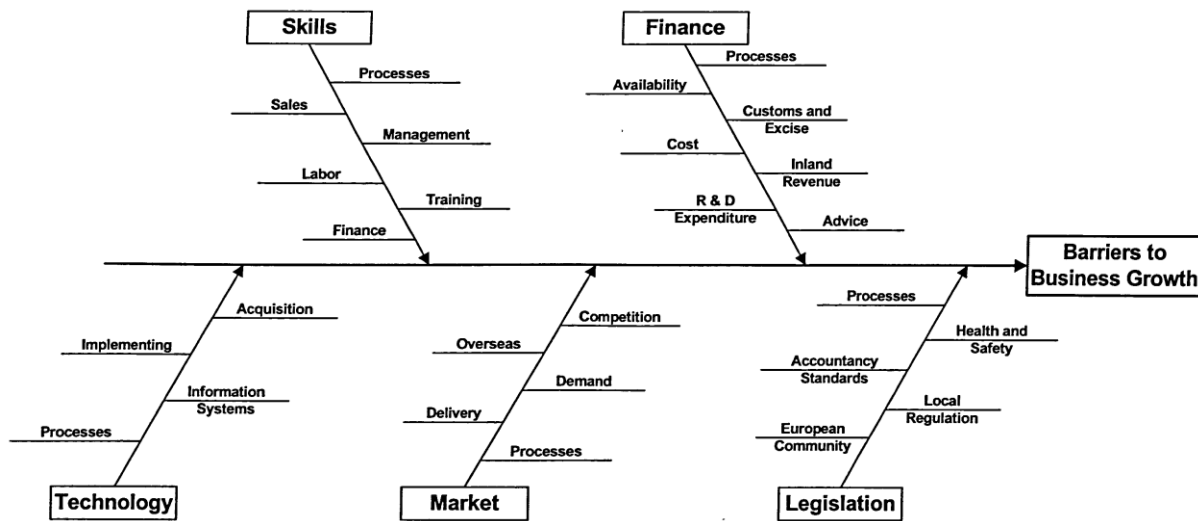 Skills
Finance
Processes
Sales
Management
Labor
Training
Finance
Processes
Availability
Customs and
Excise
Cost
Inland
Revenue
R & D
Expenditure
Advice
Barriers to
Business Growth
Acquisition
Implementing
Information
Systems
Processes
Technology
Competition
Overseas
Demand
Delivery
Processes
Market
Processes
Health and
Safety
Accountancy
Standards
Local
Regulation
European
Community
Legislation